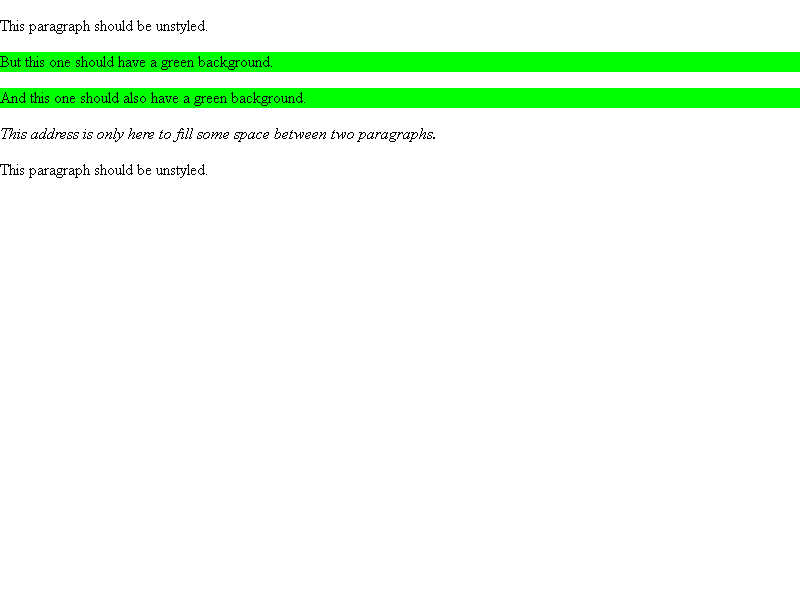 This paragraph should be unstyled.
But this one should have a green background.
And this one should also have a green background.
This address is only here to fill some space between two paragraphs.
This paragraph should be unstyled.